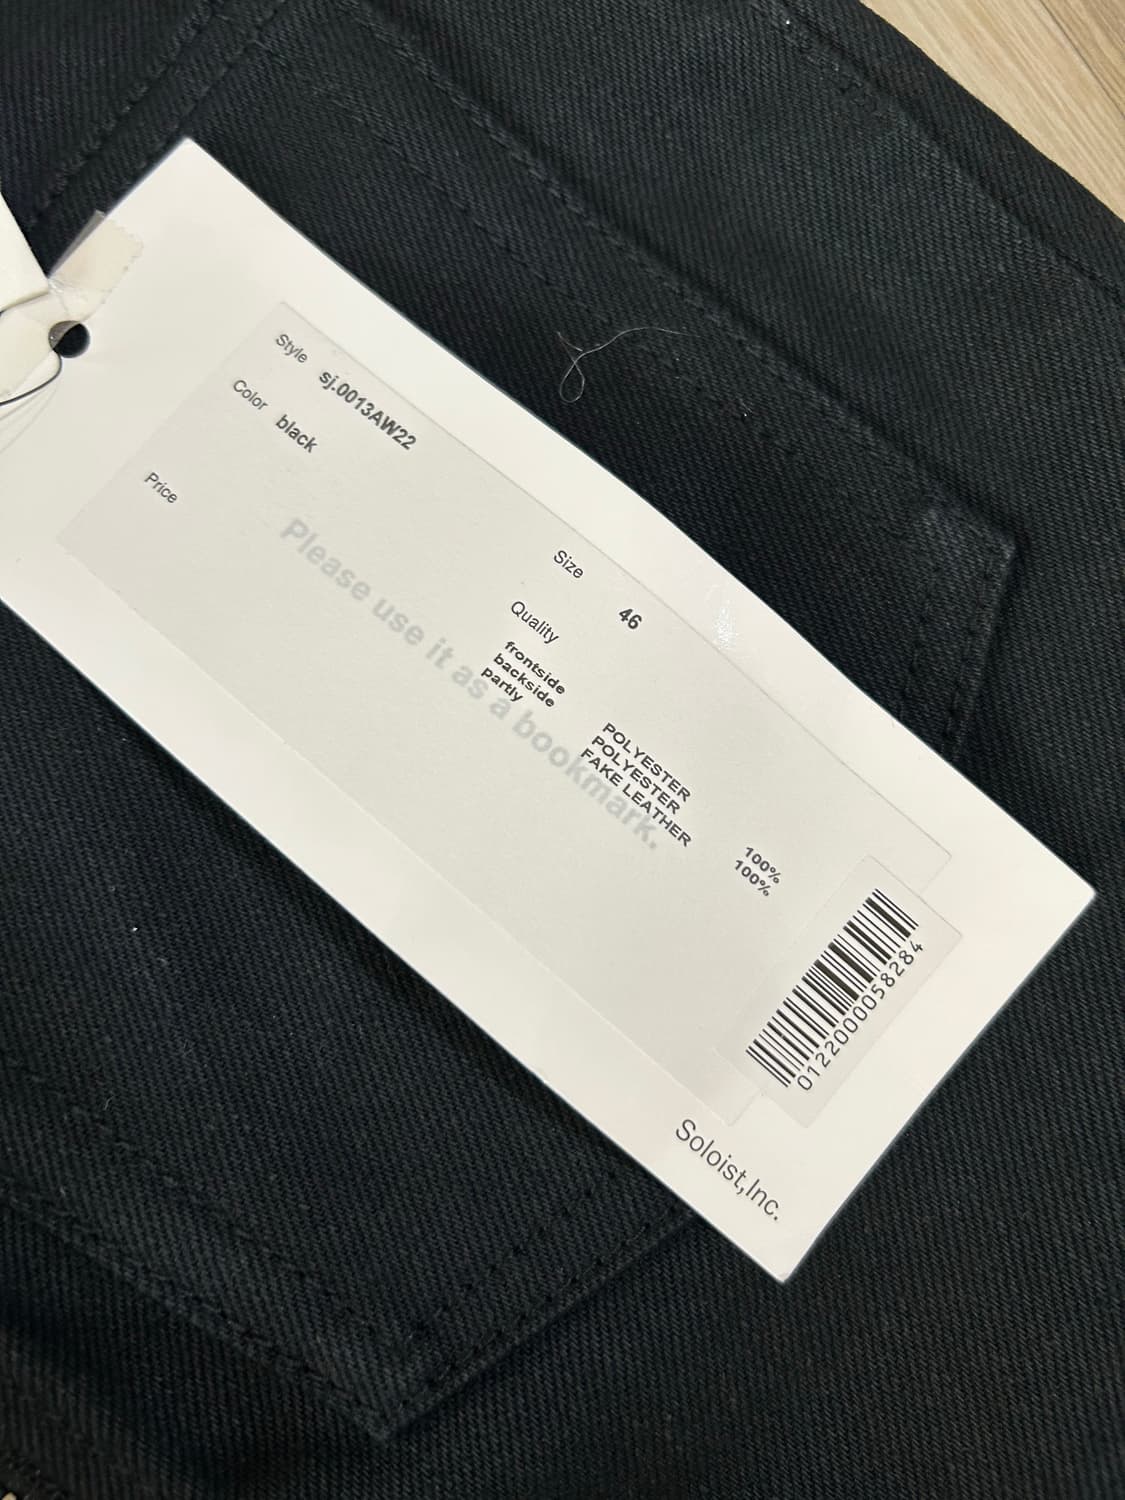 Style sj.0013AW22
Color black
Price
Please use it as a bookmark.
Size 46
Quality
frontside POLYESTER 100%
backside POLYESTER 100%
partly FAKE LEATHER
0122000058284
Soloist,Inc.